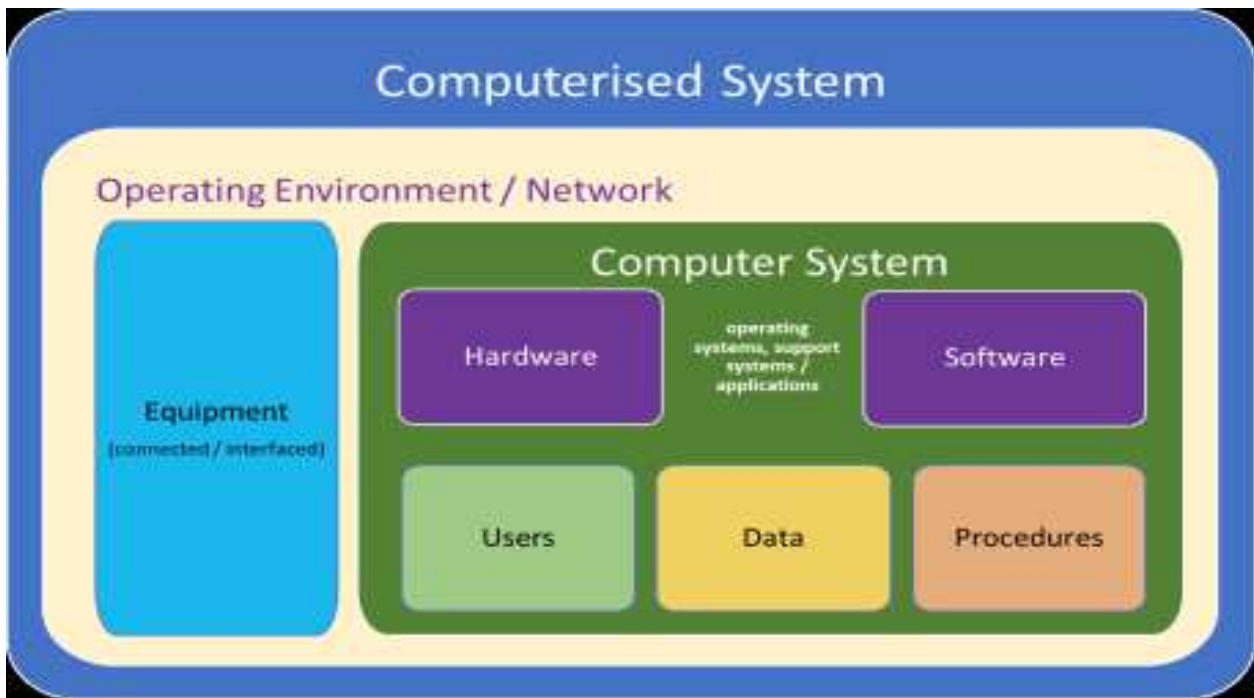 Computerised System
Operating Environment / Network
Equipment
(connected / interfaced)
Computer System
Hardware
operating
systems, support
systems /
applications
Software
Users
Data
Procedures